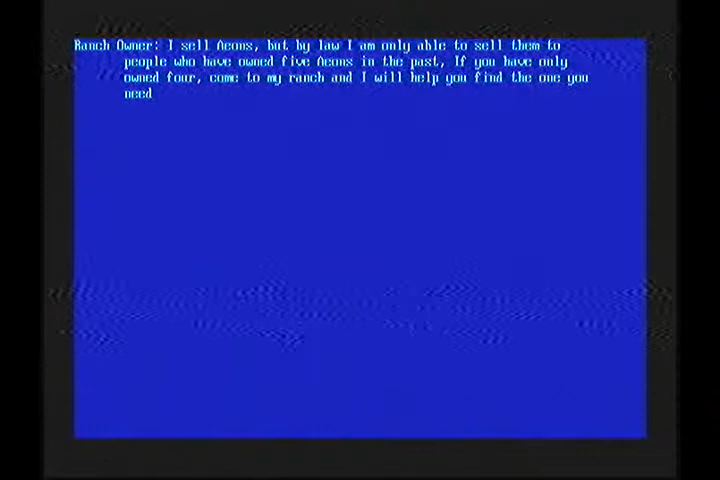 Ranch Owner: I sell Aeons, but by law I am only able to sell them to
people who have owned five Aeons in the past, If you have only
owned four, come to my ranch and I will help you find the one you
need